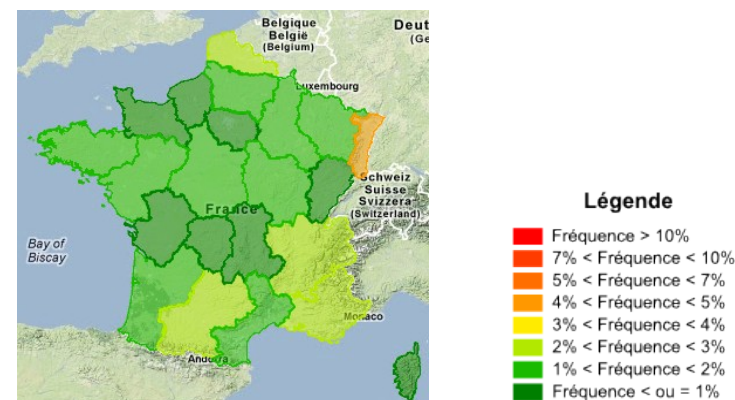 Belgique
België
(Belgium)
Deut
(Ge
Luxembourg
Schweiz
Suisse
Svizzera
(Switzerland)
France
Bay of
Biscay
Monaco
Andorra
Légende
Fréquence > 10%
7% < Fréquence < 10%
5% < Fréquence < 7%
4% < Fréquence < 5%
3% < Fréquence < 4%
2% < Fréquence < 3%
1% < Fréquence < 2%
Fréquence < ou = 1%